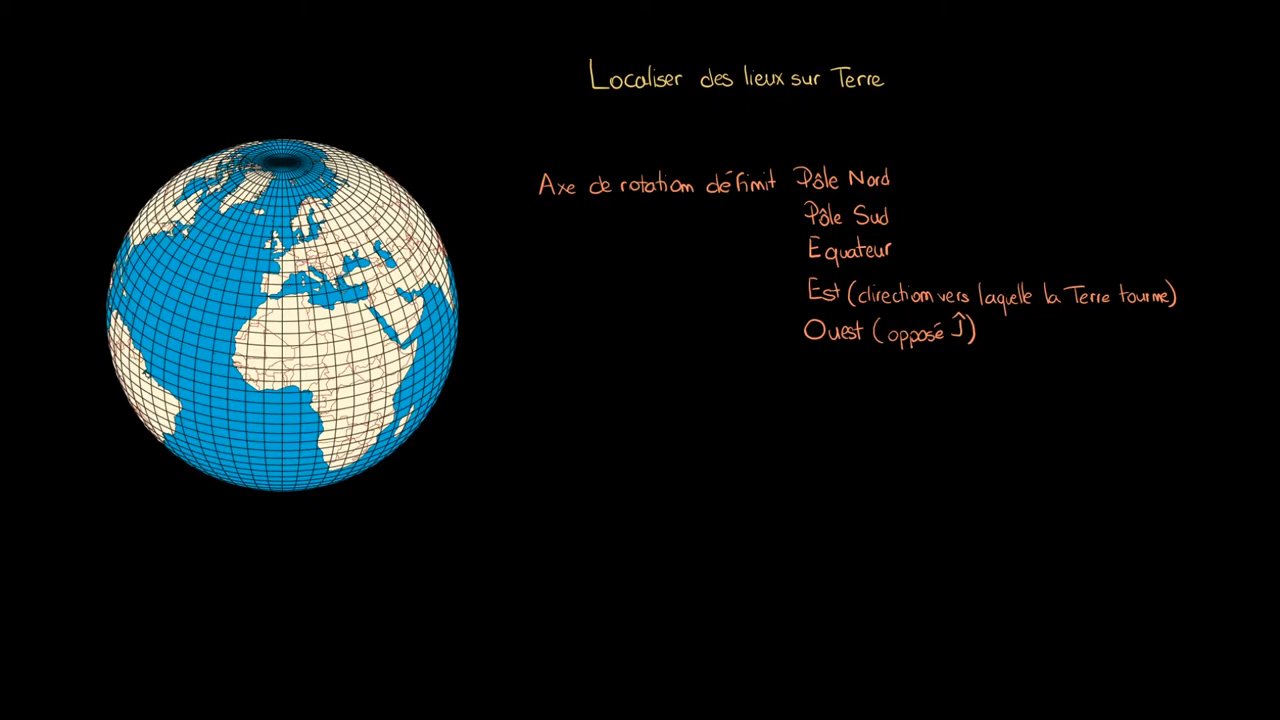 Localiser des lieux sur Terre
Axe de rotation définit Pôle Nord
Pôle Sud
Equateur
Est (direction vers laquelle la Terre tourne)
Ouest (opposé ↑)